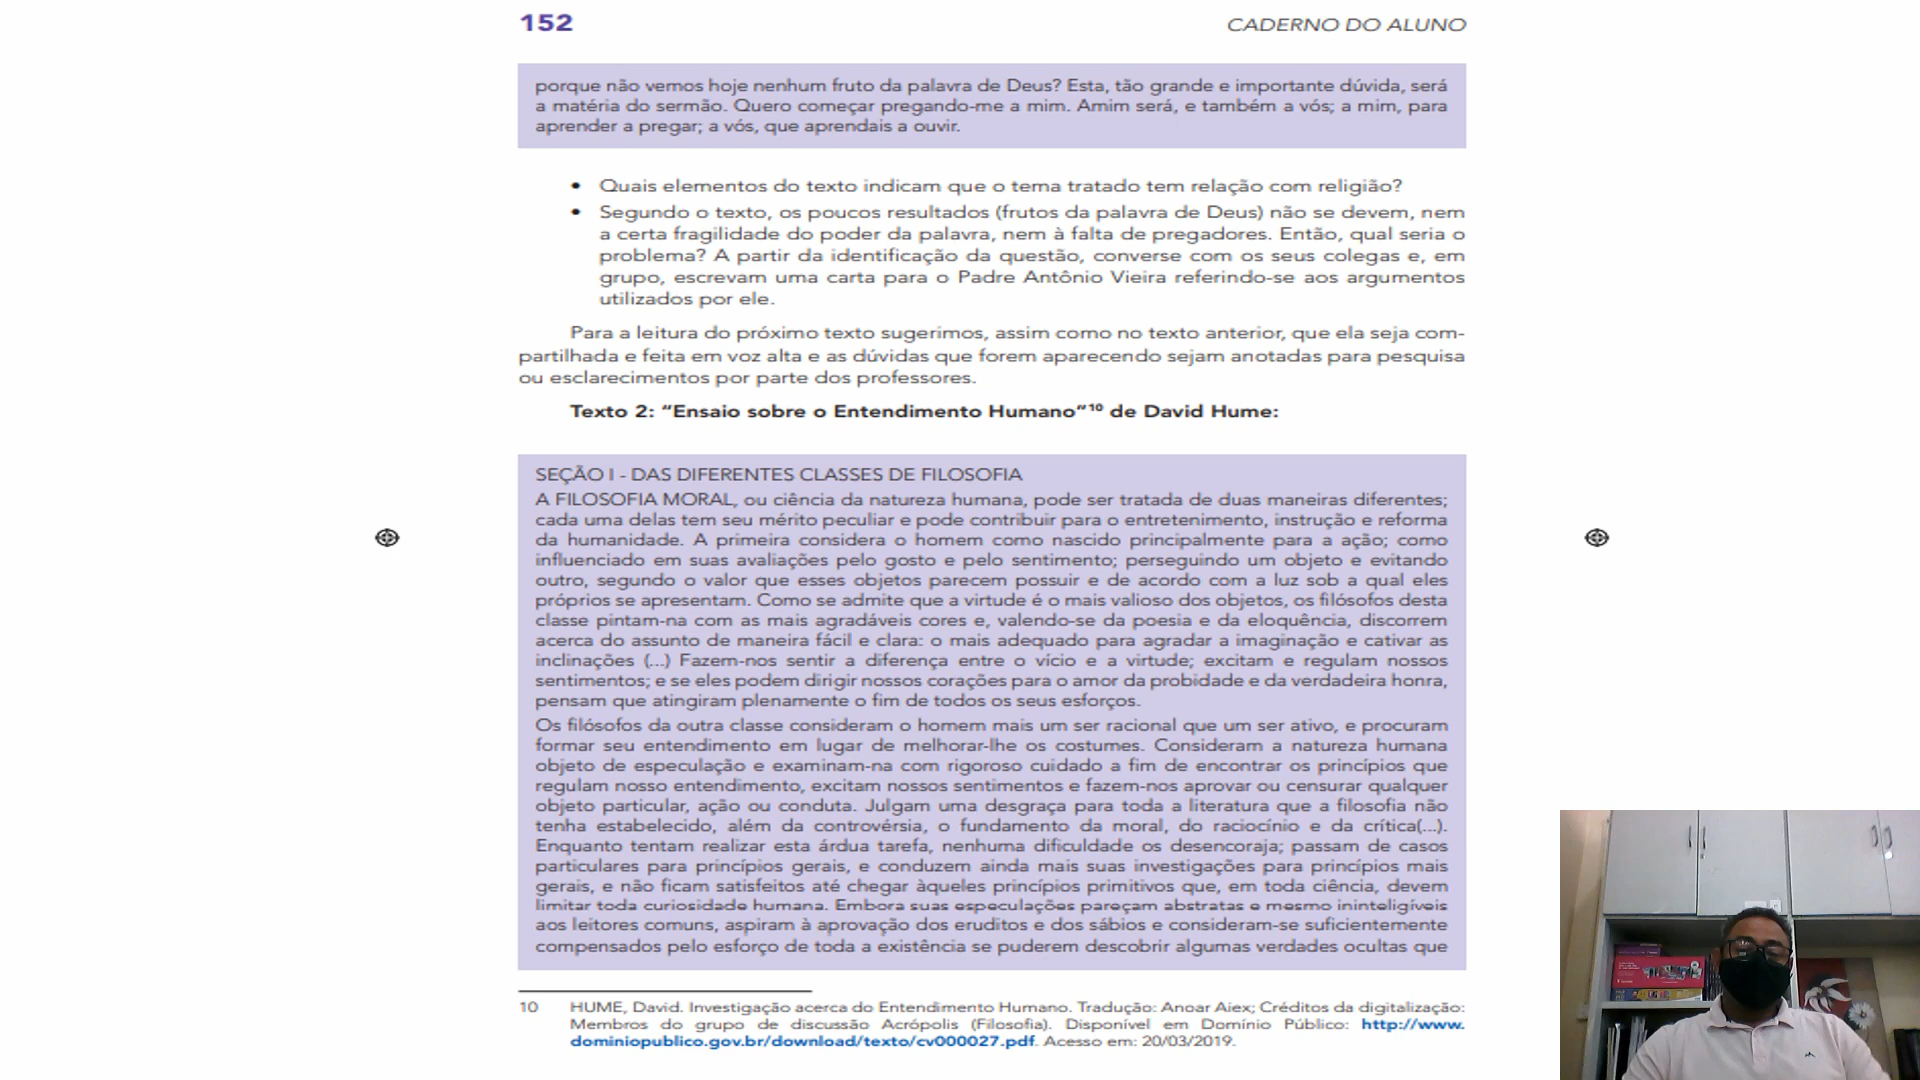 152
CADERNO DO ALUNO
porque não vemos hoje nenhum fruto da palavra de Deus? Esta, tão grande e importante dúvida, será
a matéria do sermão. Quero começar pregando-me a mim. Amim será, e também a vós; a mim, para
aprender a pregar; a vós, que aprendais a ouvir.
• Quais elementos do texto indicam que o tema tratado tem relação com religião?
• Segundo o texto, os poucos resultados (frutos da palavra de Deus) não se devem, nem
a certa fragilidade do poder da palavra, nem à falta de pregadores. Então, qual seria o
problema? A partir da identificação da questão, converse com os seus colegas e, em
grupo, escrevam uma carta para o Padre Antônio Vieira referindo-se aos argumentos
utilizados por ele.
Para a leitura do próximo texto sugerimos, assim como no texto anterior, que ela seja com-
partilhada e feita em voz alta e as dúvidas que forem aparecendo sejam anotadas para pesquisa
ou esclarecimentos por parte dos professores.
Texto 2: “Ensaio sobre o Entendimento Humano”¹⁰ de David Hume:
SEÇÃO I - DAS DIFERENTES CLASSES DE FILOSOFIA
A FILOSOFIA MORAL, ou ciência da natureza humana, pode ser tratada de duas maneiras diferentes;
cada uma delas tem seu mérito peculiar e pode contribuir para o entretenimento, instrução e reforma
da humanidade. A primeira considera o homem como nascido principalmente para a ação; como
influenciado em suas avaliações pelo gosto e pelo sentimento; perseguindo um objeto e evitando
outro, segundo o valor que esses objetos parecem possuir e de acordo com a luz sob a qual eles
próprios se apresentam. Como se admite que a virtude é o mais valioso dos objetos, os filósofos desta
classe pintam-na com as mais agradáveis cores e, valendo-se da poesia e da eloquência, discorrem
acerca do assunto de maneira fácil e clara: o mais adequado para agradar a imaginação e cativar as
inclinações (...) Fazem-nos sentir a diferença entre o vício e a virtude; excitam e regulam nossos
sentimentos; e se eles podem dirigir nossos corações para o amor da probidade e da verdadeira honra,
pensam que atingiram plenamente o fim de todos os seus esforços.
Os filósofos da outra classe consideram o homem mais um ser racional que um ser ativo, e procuram
formar seu entendimento em lugar de melhorar-lhe os costumes. Consideram a natureza humana
objeto de especulação e examinam-na com rigoroso cuidado a fim de encontrar os princípios que
regulam nosso entendimento, excitam nossos sentimentos e fazem-nos aprovar ou censurar qualquer
objeto particular, ação ou conduta. Julgam uma desgraça para toda a literatura que a filosofia não
tenha estabelecido, além da controvérsia, o fundamento da moral, do raciocínio e da crítica(...).
Enquanto tentam realizar esta árdua tarefa, nenhuma dificuldade os desencoraja; passam de casos
particulares para princípios gerais, e conduzem ainda mais suas investigações para princípios mais
gerais, e não ficam satisfeitos até chegar àqueles princípios primitivos que, em toda ciência, devem
limitar toda curiosidade humana. Embora suas especulações pareçam abstratas e mesmo ininteligíveis
aos leitores comuns, aspiram à aprovação dos eruditos e dos sábios e consideram-se suficientemente
compensados pelo esforço de toda a existência se puderem descobrir algumas verdades ocultas que
10 HUME, David. Investigação acerca do Entendimento Humano. Tradução: Anoar Aiex; Créditos da digitalização:
Membros do grupo de discussão Acrópolis (Filosofia). Disponível em Domínio Público: http://www.
dominiopublico.gov.br/download/texto/cv000027.pdf. Acesso em: 20/03/2019.